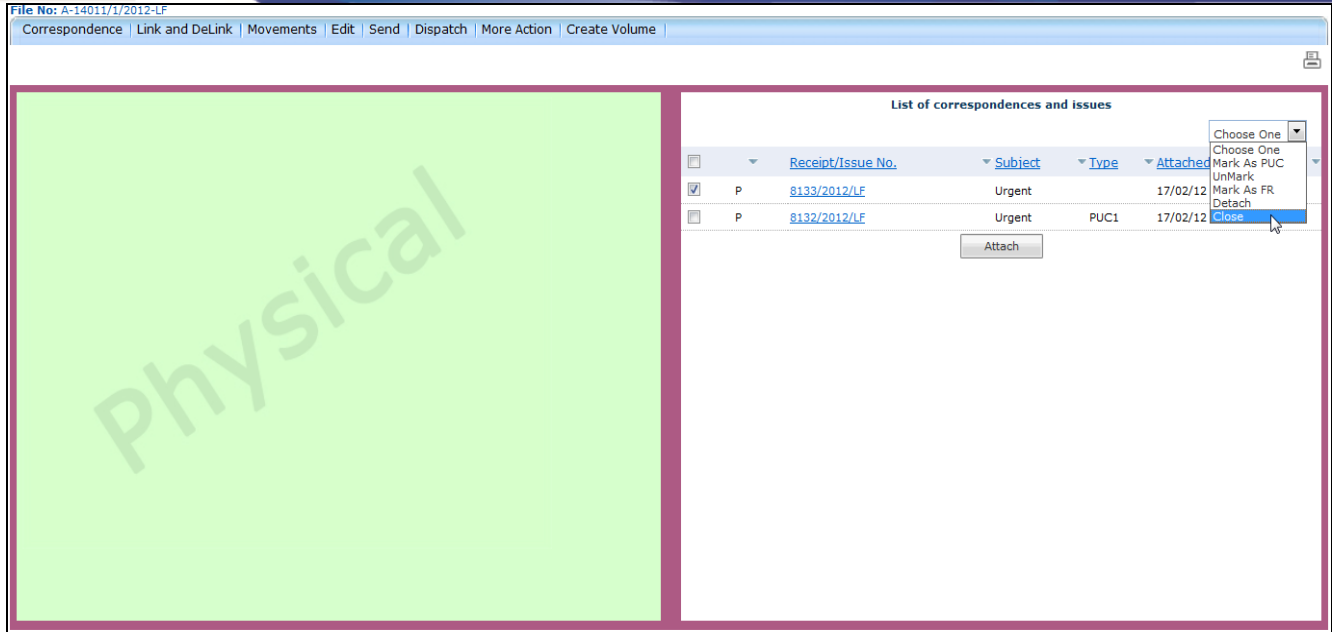 File No: A-14011/1/2012-LF
Correspondence | Link and DeLink | Movements | Edit | Send | Dispatch | More Action | Create Volume |
Physical
List of correspondences and issues
Choose One
Choose One
Mark As PUC
UnMark
Mark As FR
Detach
Close
Receipt/Issue No. Subject Type Attached
P 8133/2012/LF Urgent 17/02/12
P 8132/2012/LF Urgent PUC1 17/02/12
Attach